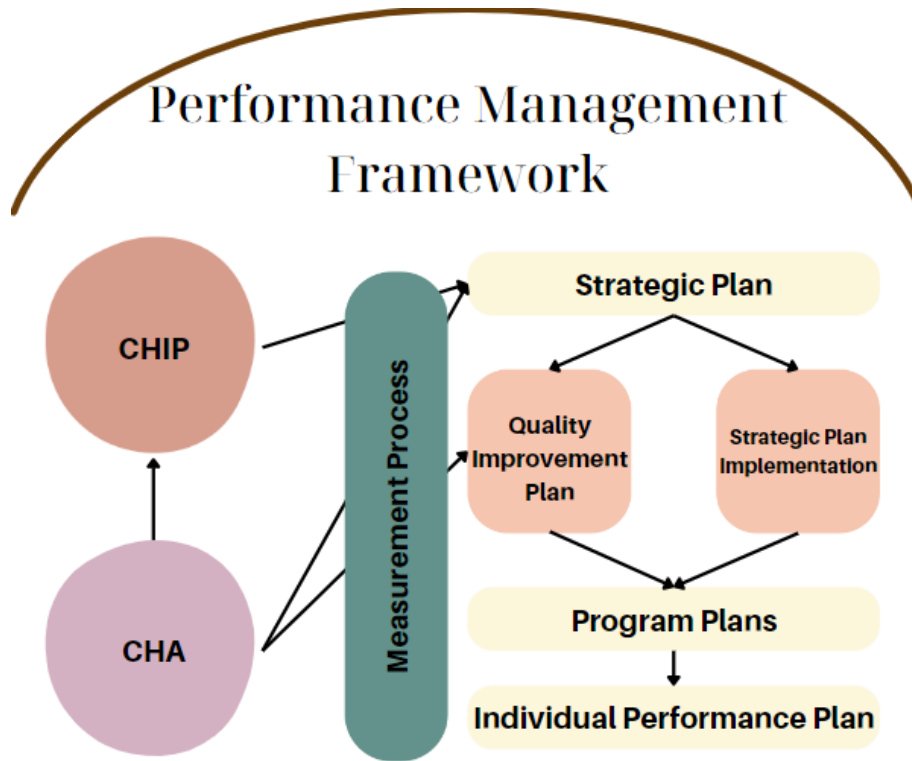 Performance Management
Framework
CHIP
CHA
Measurement Process
Strategic Plan
Quality
Improvement
Plan
Strategic Plan
Implementation
Program Plans
Individual Performance Plan